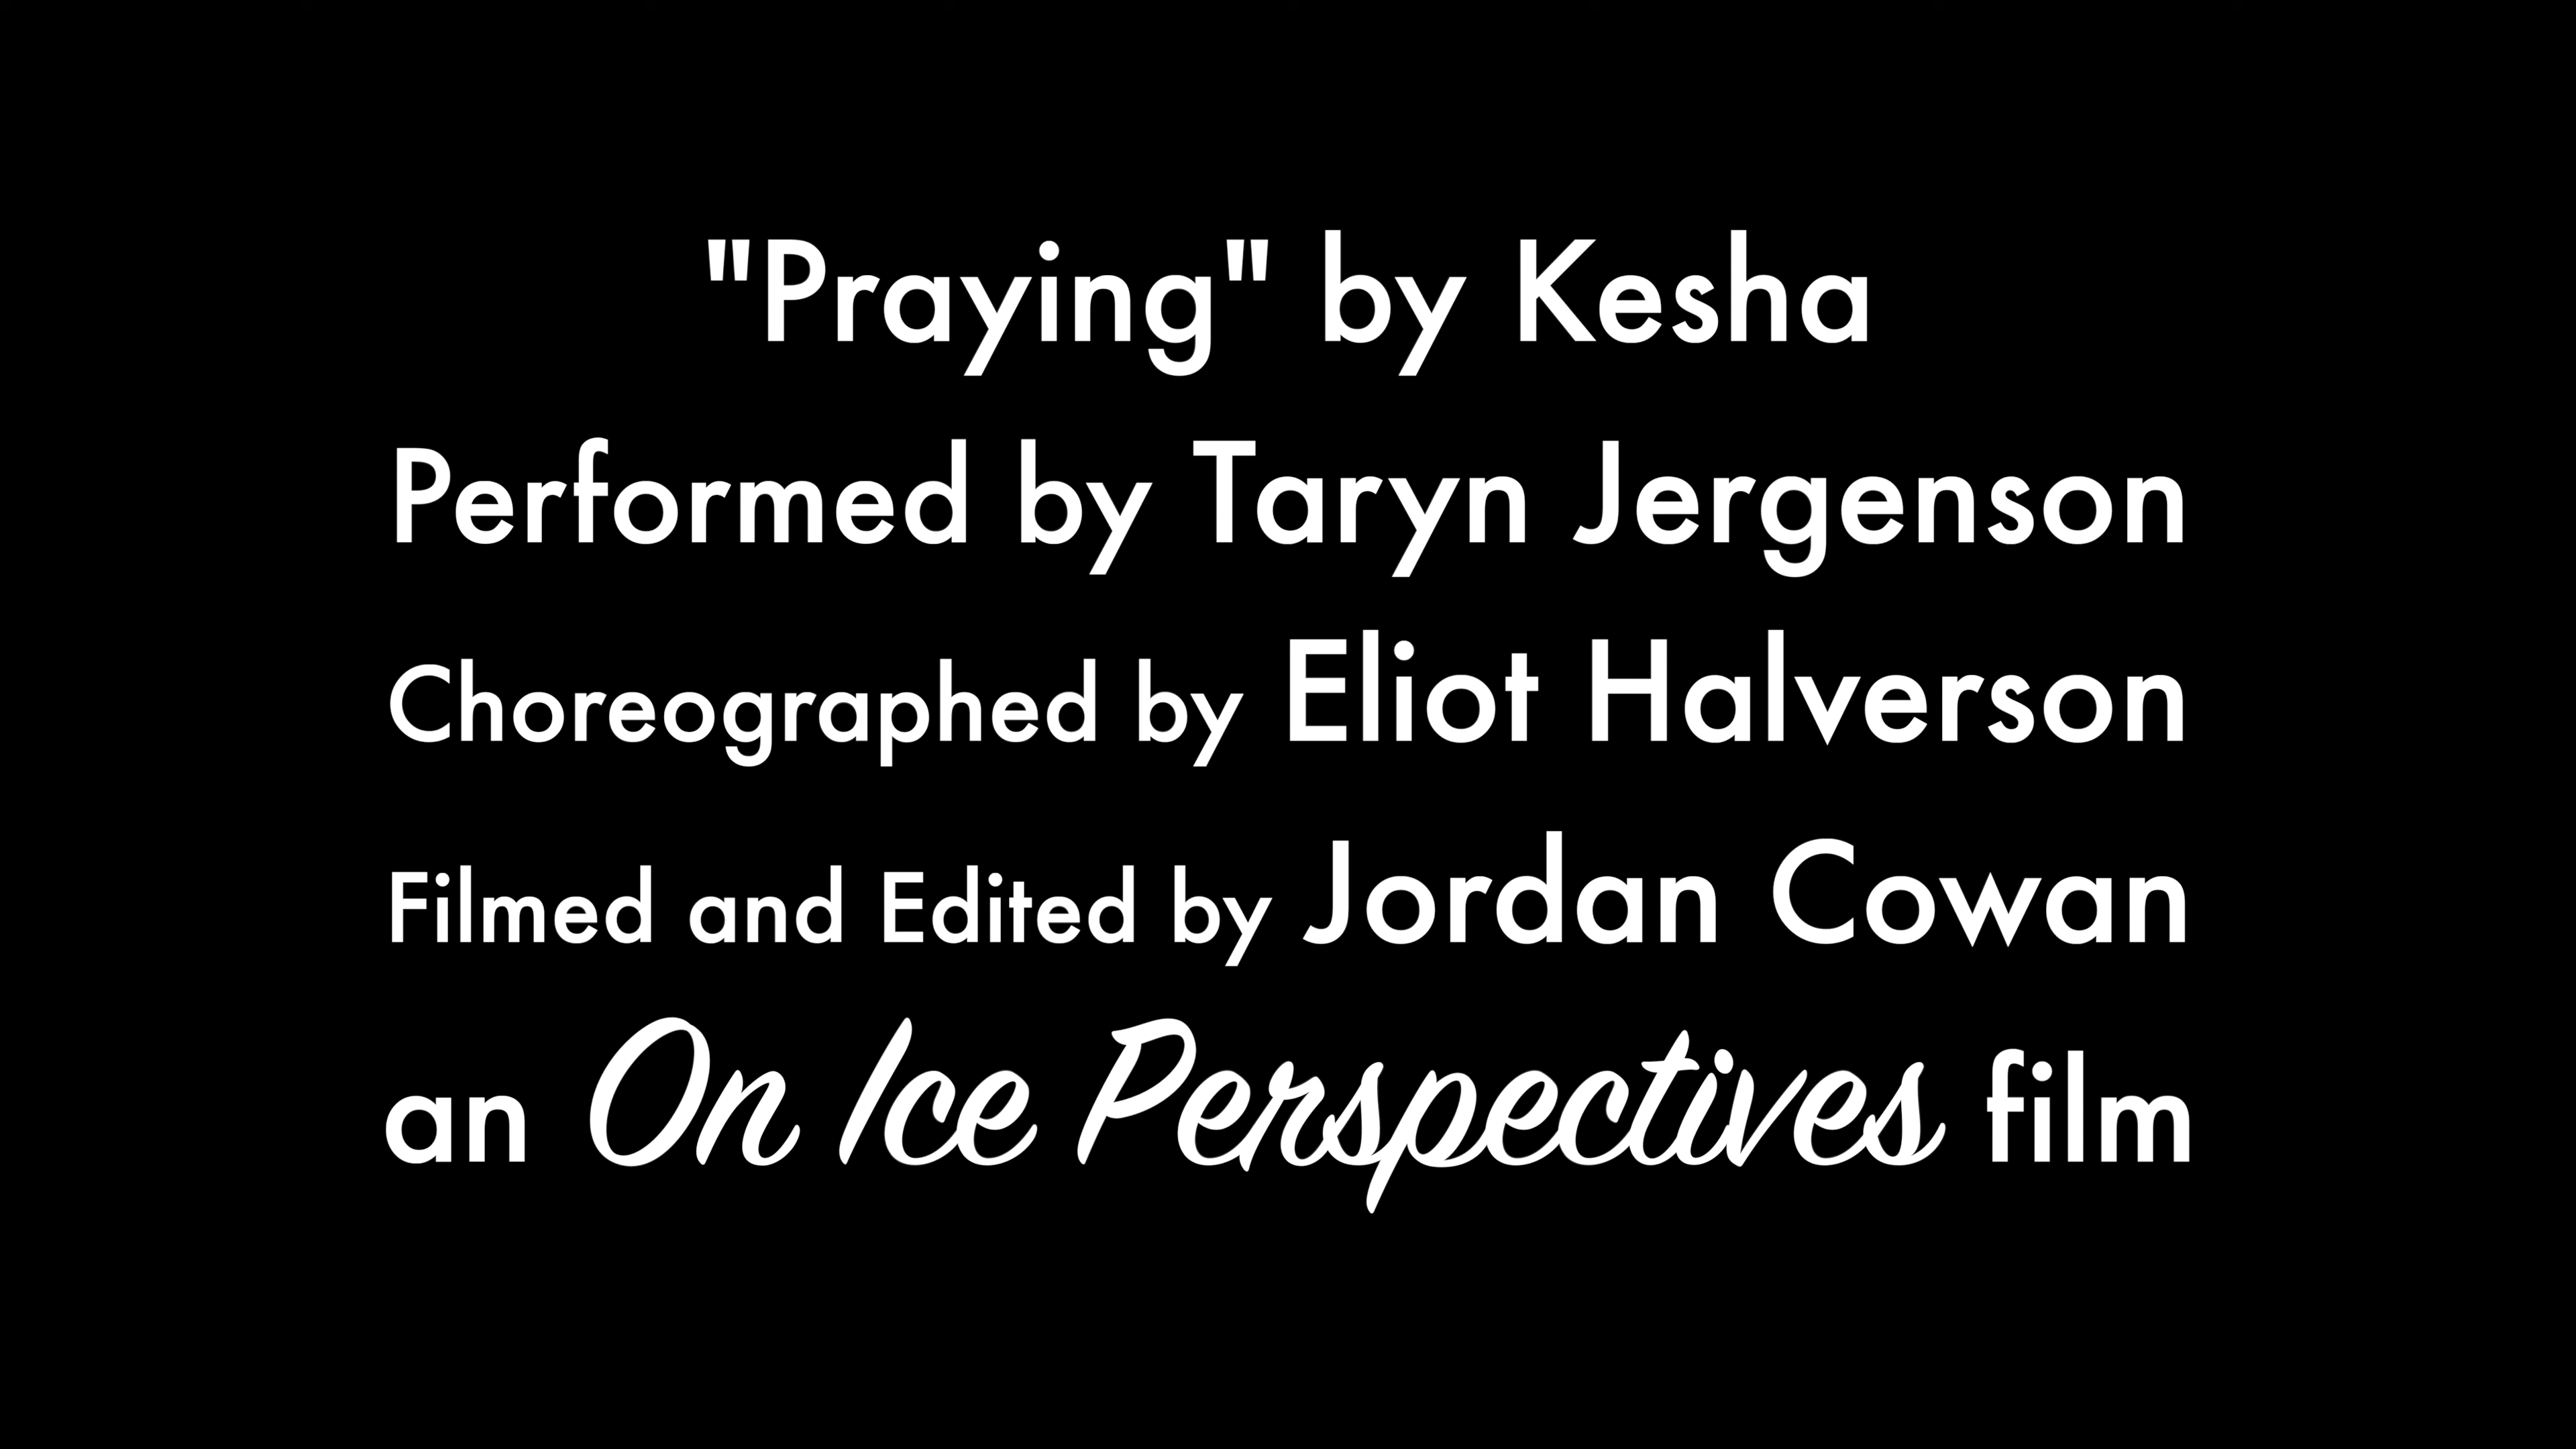 "Praying" by Kesha
Performed by Taryn Jergenson
Choreographed by Eliot Halverson
Filmed and Edited by Jordan Cowan
an On Ice Perspectives film